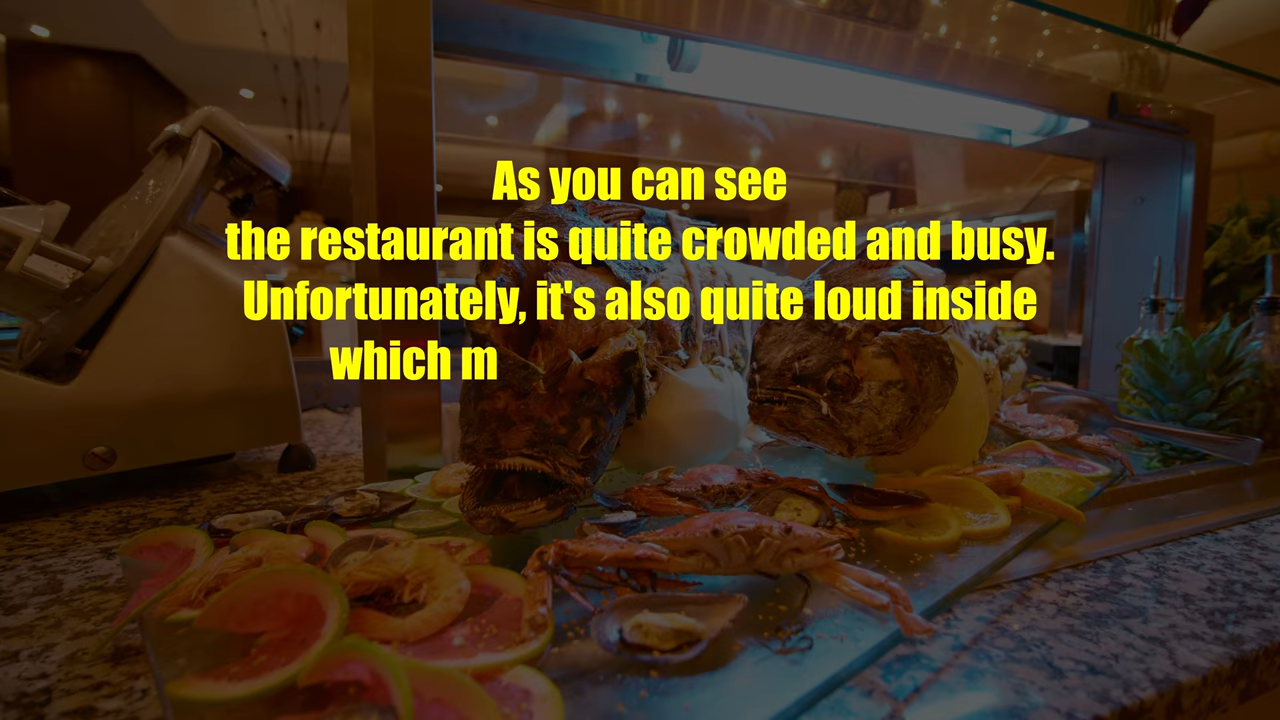 As you can see
the restaurant is quite crowded and busy.
Unfortunately, it's also quite loud inside
which m